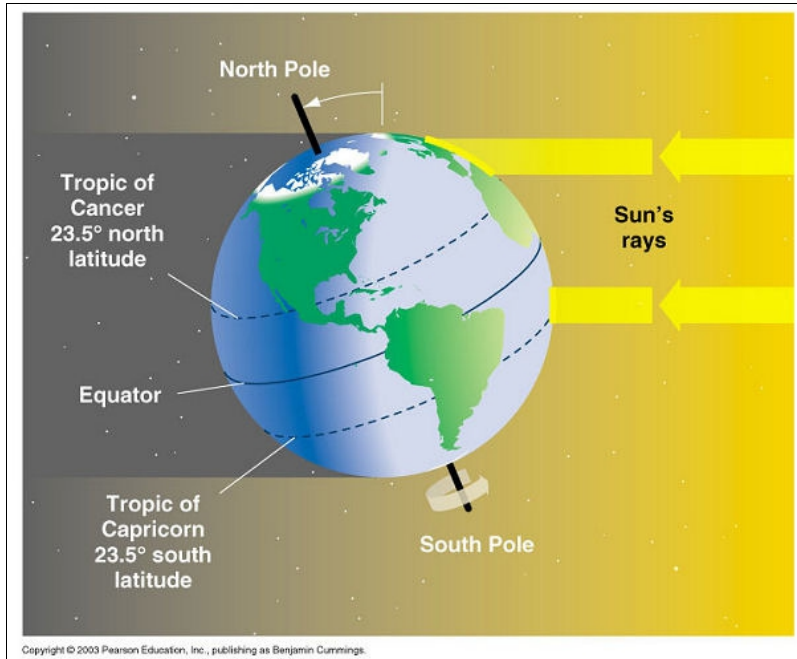 North Pole
Tropic of
Cancer
23.5° north
latitude
Sun's
rays
Equator
Tropic of
Capricorn
23.5° south
latitude
South Pole
Copyright © 2003 Pearson Education, Inc., publishing as Benjamin Cummings.